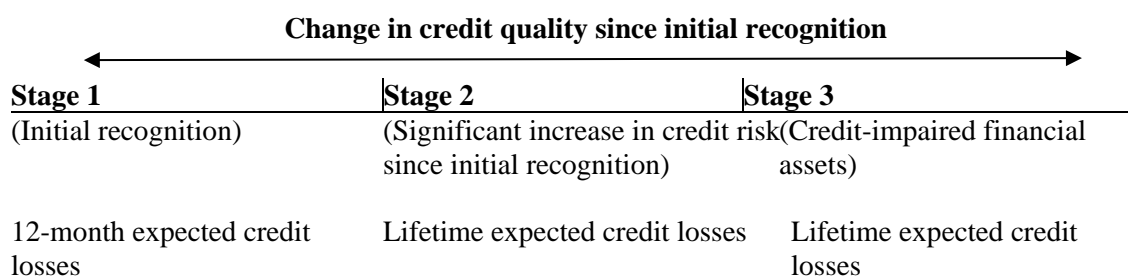 Change in credit quality since initial recognition
Stage 1 Stage 2 Stage 3
(Initial recognition) (Significant increase in credit risk (Credit-impaired financial
since initial recognition) assets)
12-month expected credit Lifetime expected credit losses Lifetime expected credit
losses losses